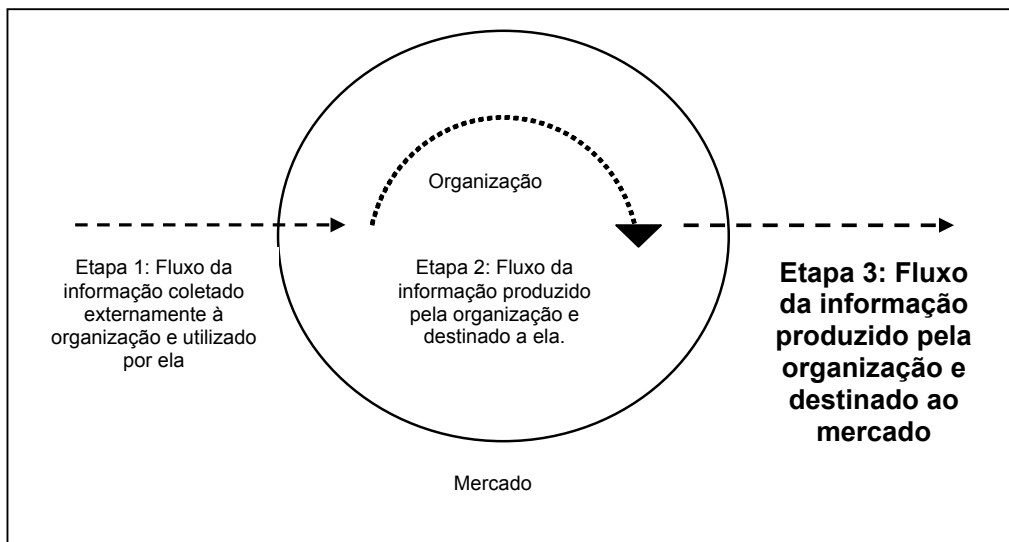 Organização
Etapa 1: Fluxo da
informação coletado
externamente à
organização e utilizado
por ela
Etapa 2: Fluxo da
informação produzido
pela organização e
destinado a ela.
Etapa 3: Fluxo
da informação
produzido pela
organização e
destinado ao
mercado
Mercado